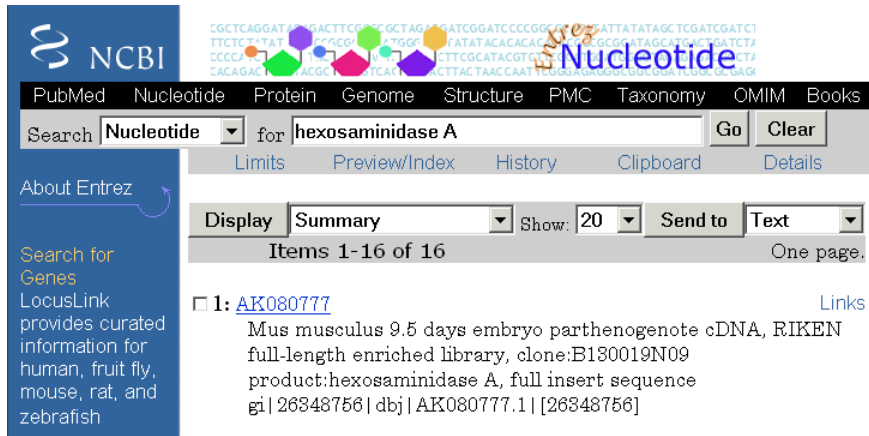 NCBI
Entrez
Nucleotide
PubMed Nucleotide Protein Genome Structure PMC Taxonomy OMIM Books
Search Nucleotide for hexosaminidase A Go Clear
Limits Preview/Index History Clipboard Details
About Entrez
Display Summary Show: 20 Send to Text
Items 1-16 of 16 One page.
Search for
Genes
LocusLink
provides curated
information for
human, fruit fly,
mouse, rat, and
zebrafish
1: AK080777 Links
Mus musculus 9.5 days embryo parthenogenote cDNA, RIKEN
full-length enriched library, clone:B130019N09
product:hexosaminidase A, full insert sequence
gi|26348756|dbj|AK080777.1|[26348756]